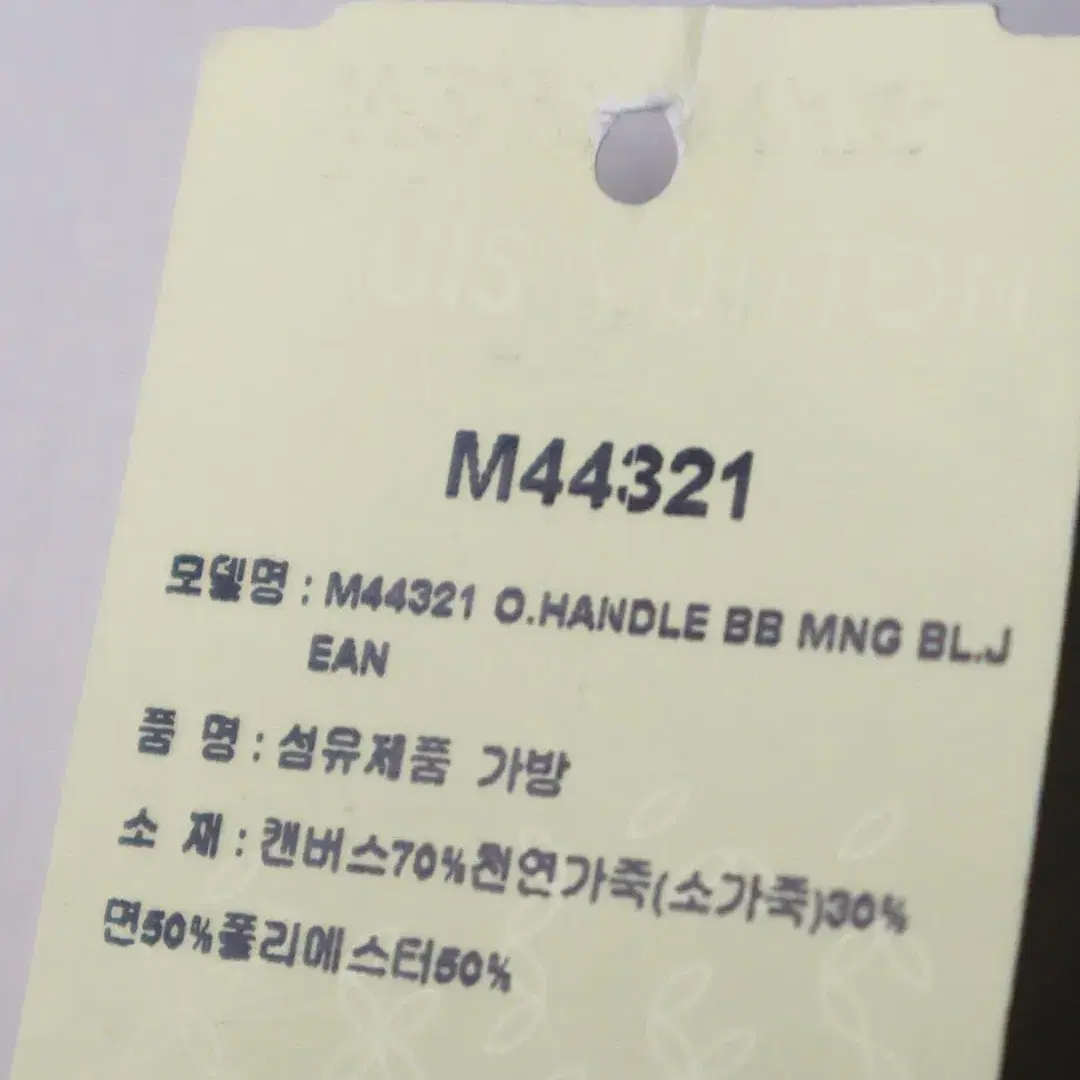 M44321
모델명 : M44321 O.HANDLE BB MNG BL.J
EAN
품 명 : 섬유제품 가방
소 재 : 캔버스70%천연가죽(소가죽)30%
면50%폴리에스터50%